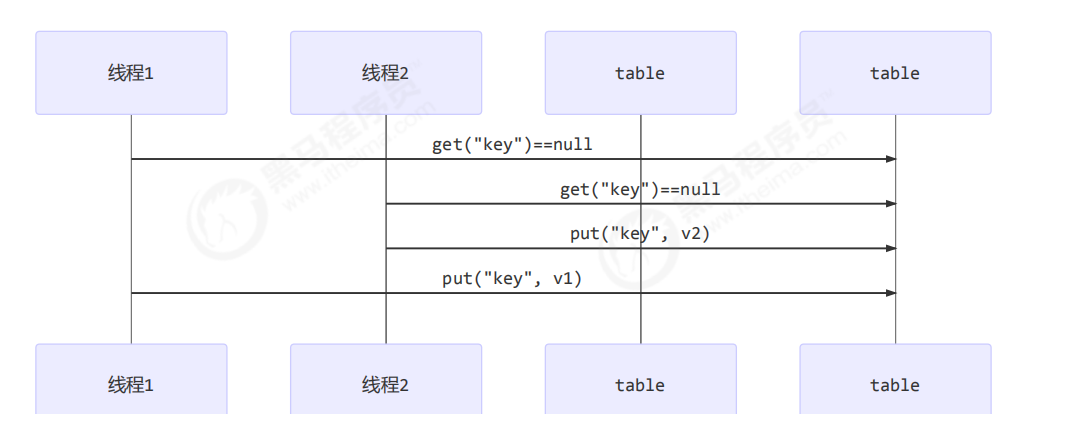 线程1
线程2
table
table
get("key")==null
get("key")==null
put("key", v2)
put("key", v1)
线程1
线程2
table
table
黑马程序员
www.itheima.com
黑马程序员
www.itheima.com